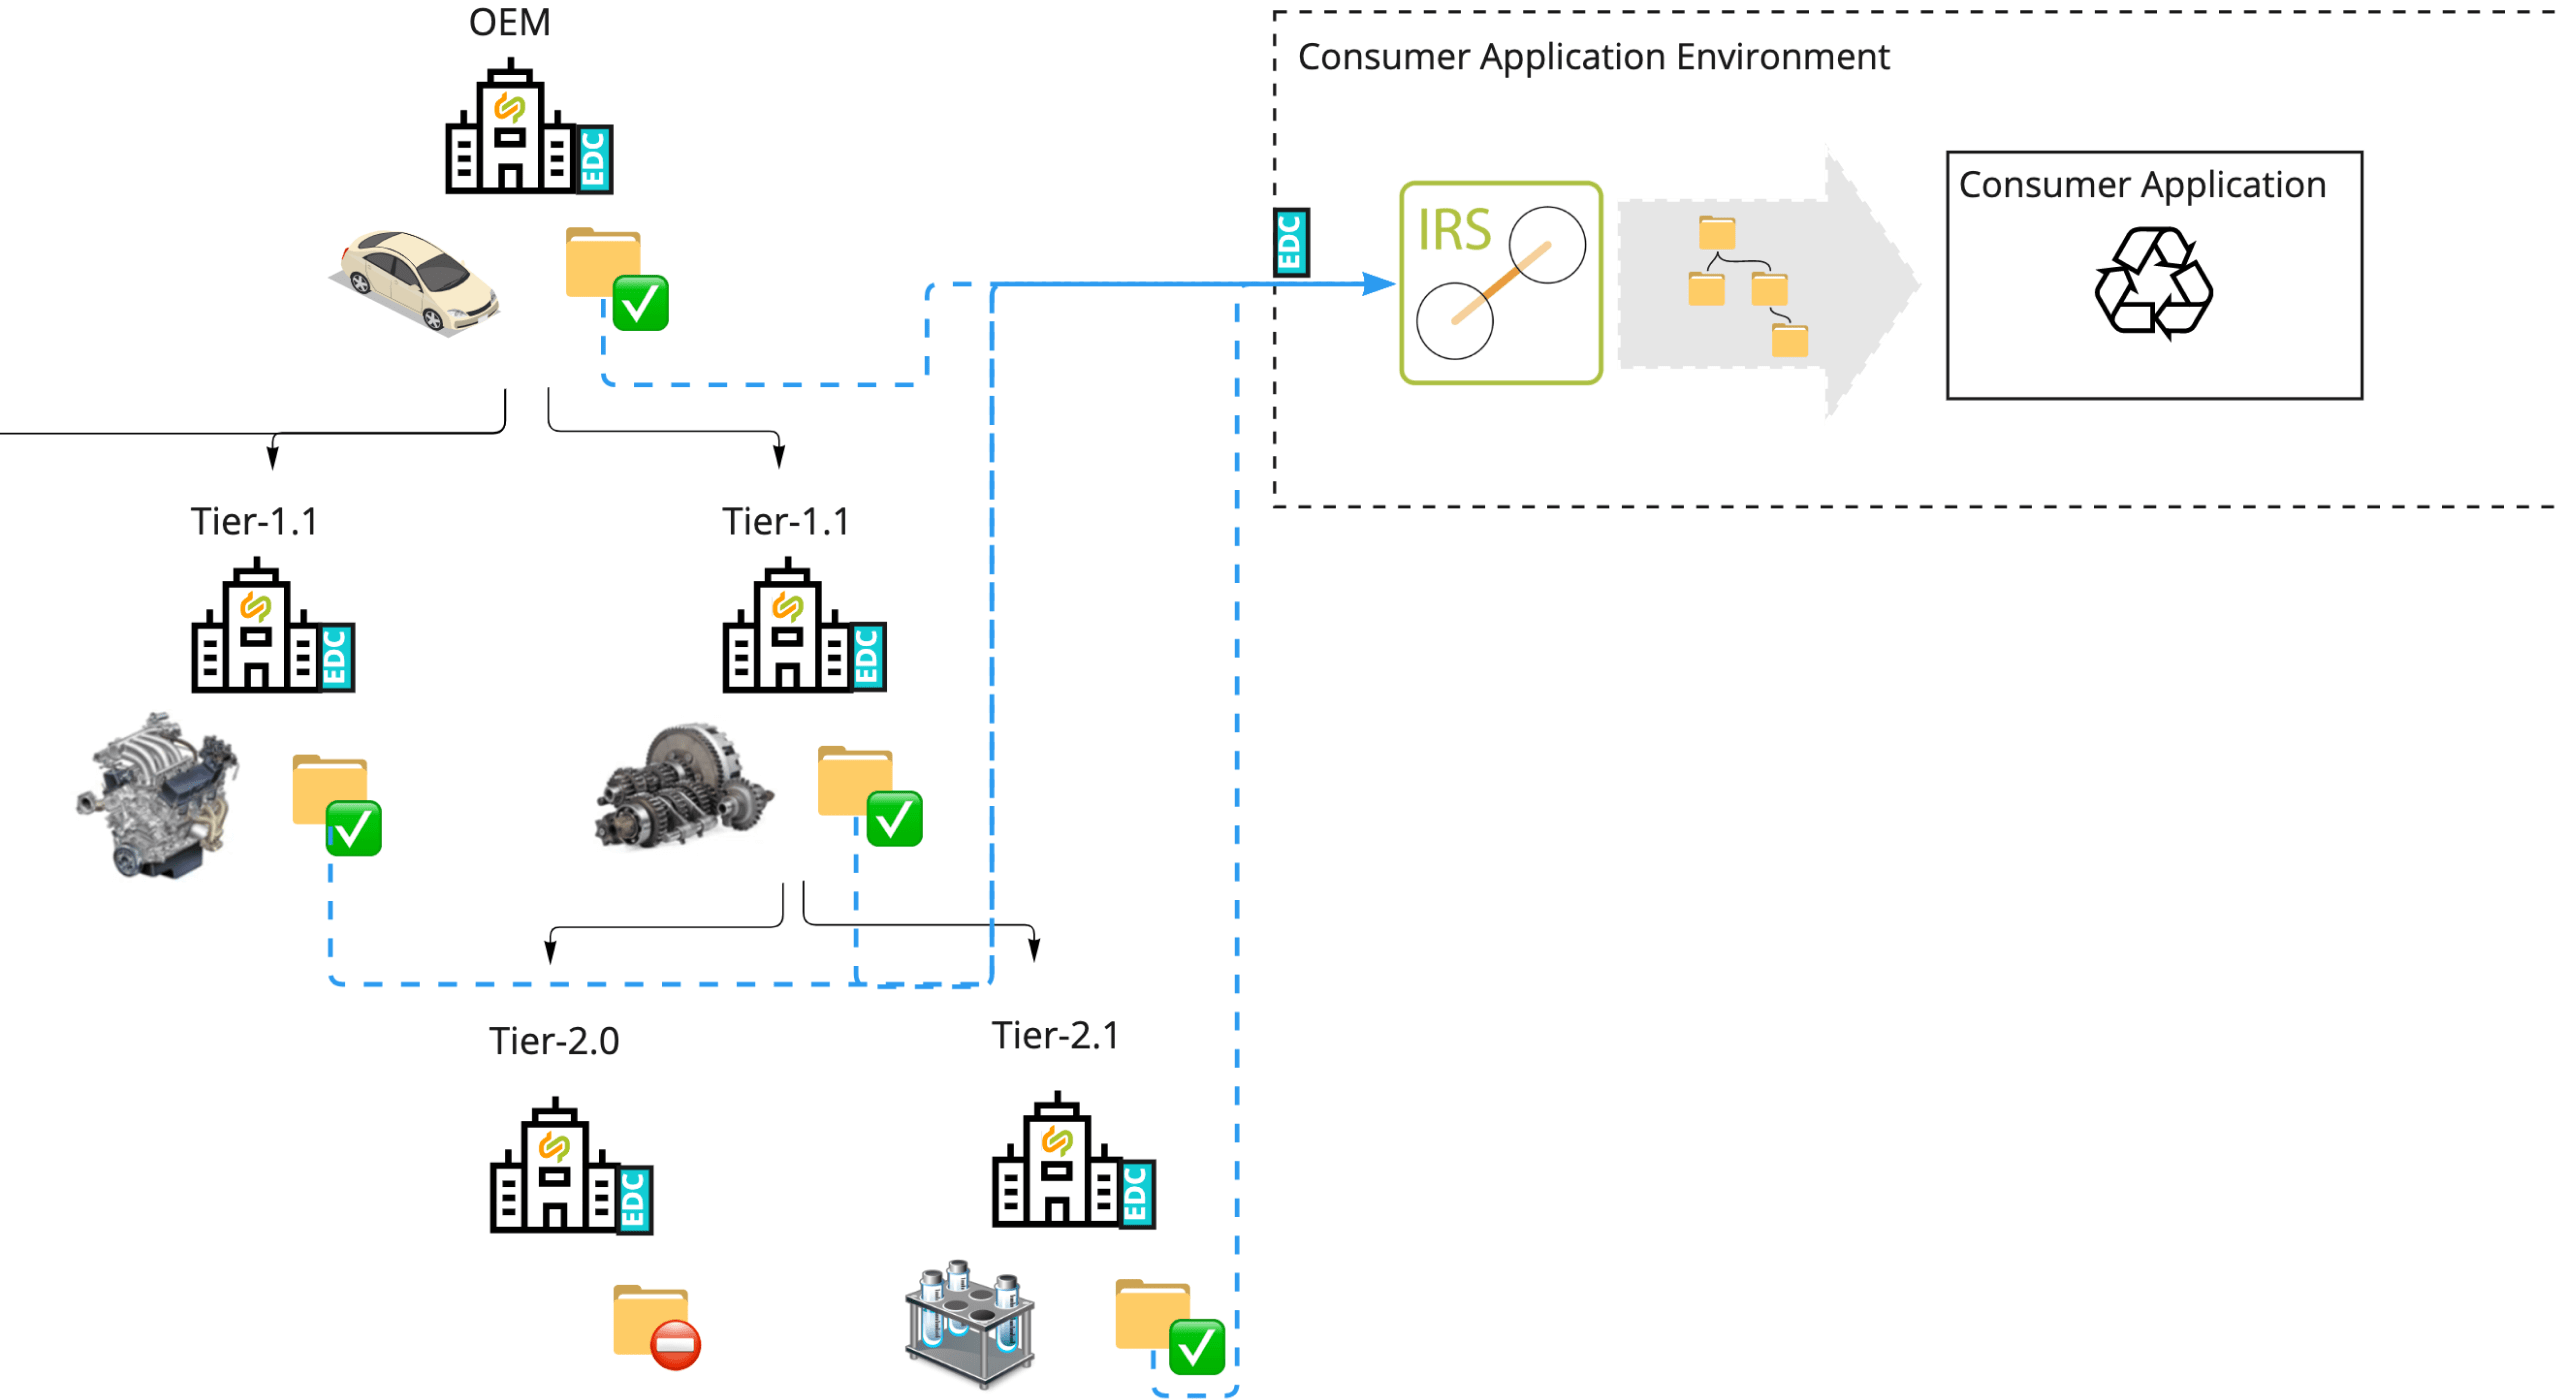 OEM
Consumer Application Environment
EDC
EDC
IRS
Consumer Application
Tier-1.1
Tier-1.1
EDC
EDC
Tier-2.0
Tier-2.1
EDC
EDC